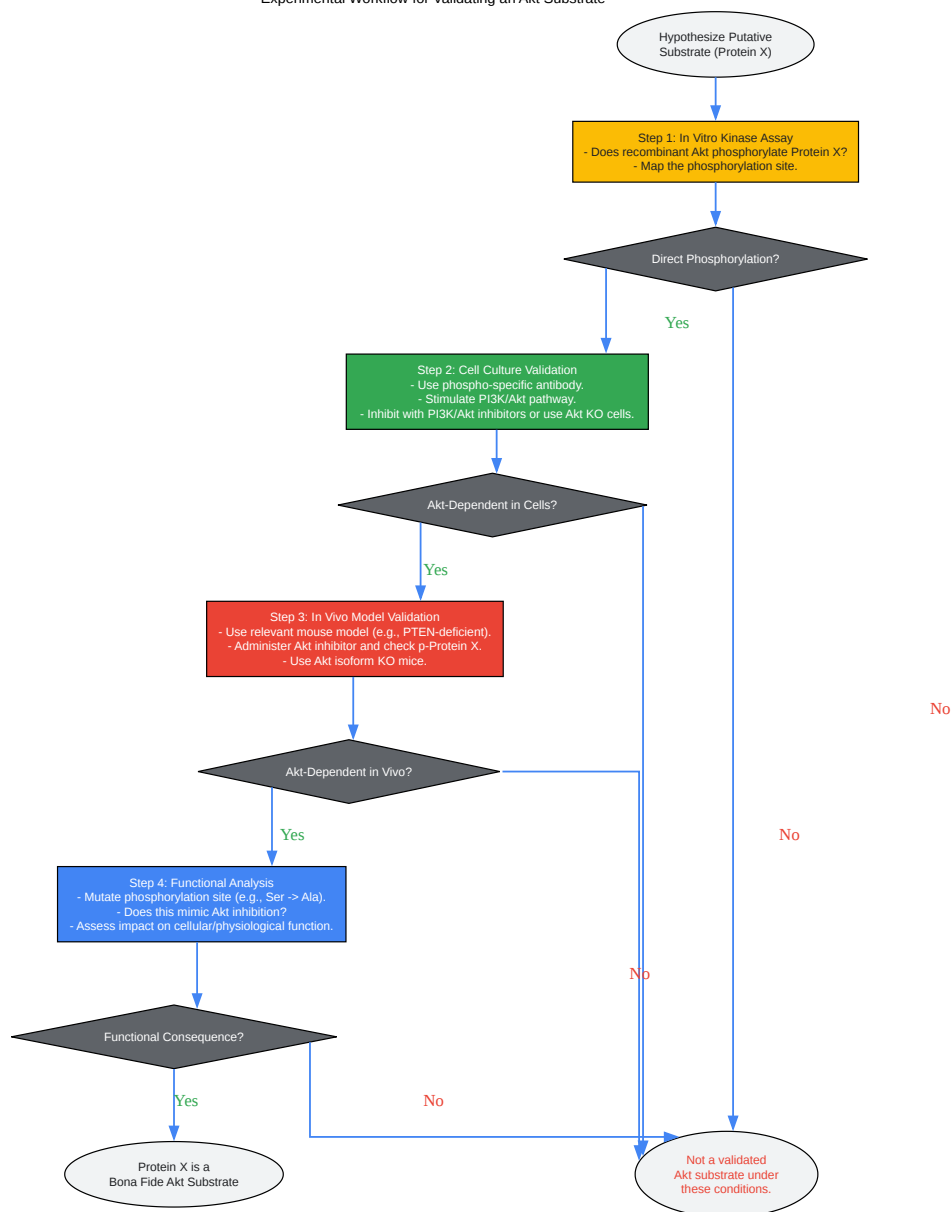 Experimental Workflow for Validating an Akt Substrate
Hypothesize Putative
Substrate (Protein X)
Step 1: In Vitro Kinase Assay
- Does recombinant Akt phosphorylate Protein X?
- Map the phosphorylation site.
Direct Phosphorylation?
Yes
Step 2: Cell Culture Validation
- Use phospho-specific antibody.
- Stimulate PI3K/Akt pathway.
- Inhibit with PI3K/Akt inhibitors or use Akt KO cells.
Akt-Dependent in Cells?
Yes
Step 3: In Vivo Model Validation
- Use relevant mouse model (e.g., PTEN-deficient).
- Administer Akt inhibitor and check p-Protein X.
- Use Akt isoform KO mice.
No
Akt-Dependent in Vivo?
Yes
No
Step 4: Functional Analysis
- Mutate phosphorylation site (e.g., Ser -> Ala).
- Does this mimic Akt inhibition?
- Assess impact on cellular/physiological function.
No
Functional Consequence?
Yes
No
Protein X is a
Bona Fide Akt Substrate
Not a validated
Akt substrate under
these conditions.